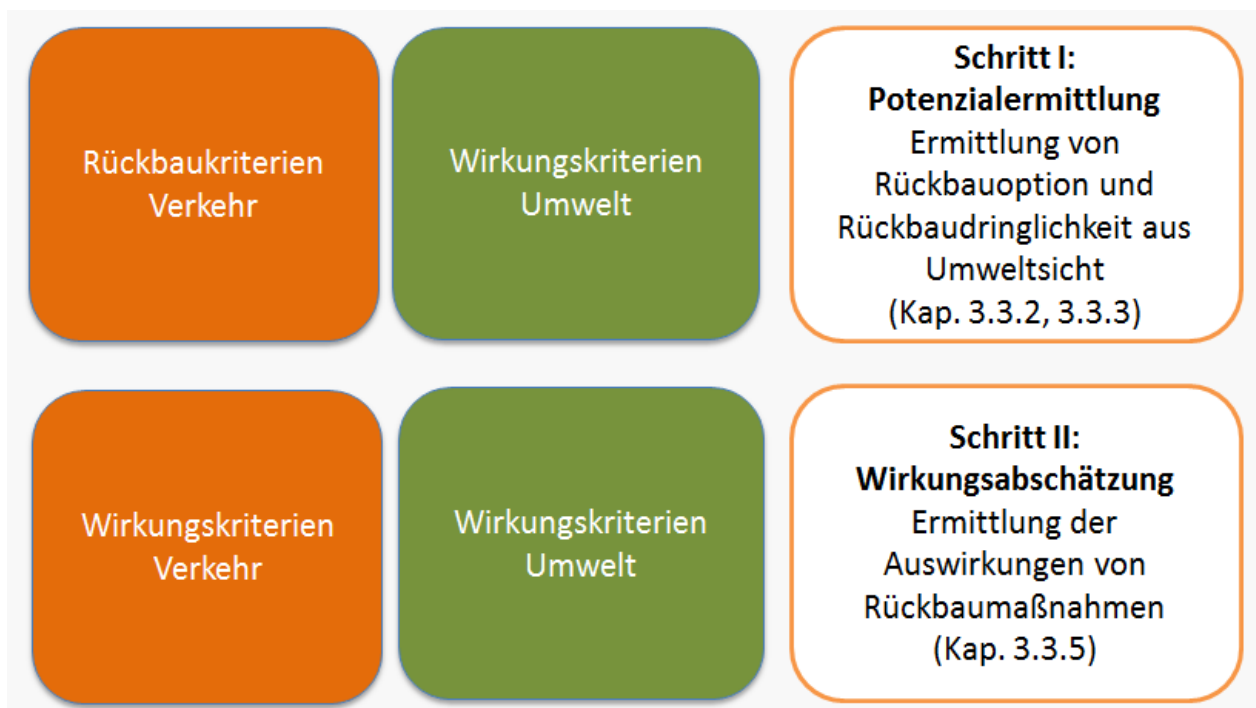 Rückbaukriterien
Verkehr
Wirkungskriterien
Umwelt
Schritt I:
Potenzialermittlung
Ermittlung von
Rückbauoption und
Rückbaudringlichkeit aus
Umweltsicht
(Kap. 3.3.2, 3.3.3)
Wirkungskriterien
Verkehr
Wirkungskriterien
Umwelt
Schritt II:
Wirkungsabschätzung
Ermittlung der
Auswirkungen von
Rückbaumaßnahmen
(Kap. 3.3.5)